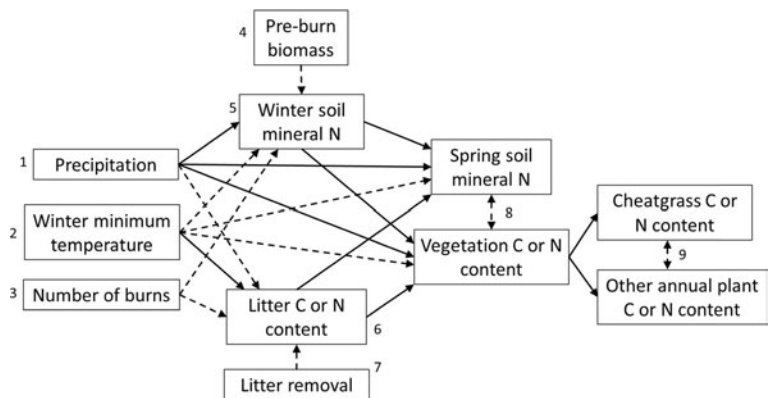 4
Pre-burn
biomass
5
Winter soil
mineral N
1
Precipitation
Spring soil
mineral N
2
Winter minimum
temperature
8
Cheatgrass C or
N content
Vegetation C or N
content
9
3
Number of burns
Litter C or N
content
6
Other annual plant
C or N content
7
Litter removal